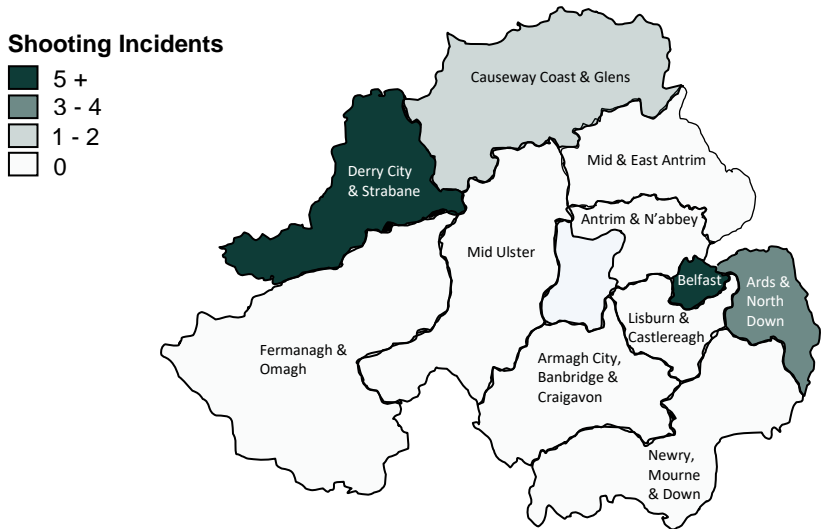 Shooting Incidents
5 +
3 - 4
1 - 2
0
Causeway Coast & Glens
Mid & East Antrim
Derry City
& Strabane
Antrim & N'abbey
Mid Ulster
Belfast
Ards &
North
Down
Lisburn &
Castlereagh
Fermanagh &
Omagh
Armagh City,
Banbridge &
Craigavon
Newry,
Mourne
& Down